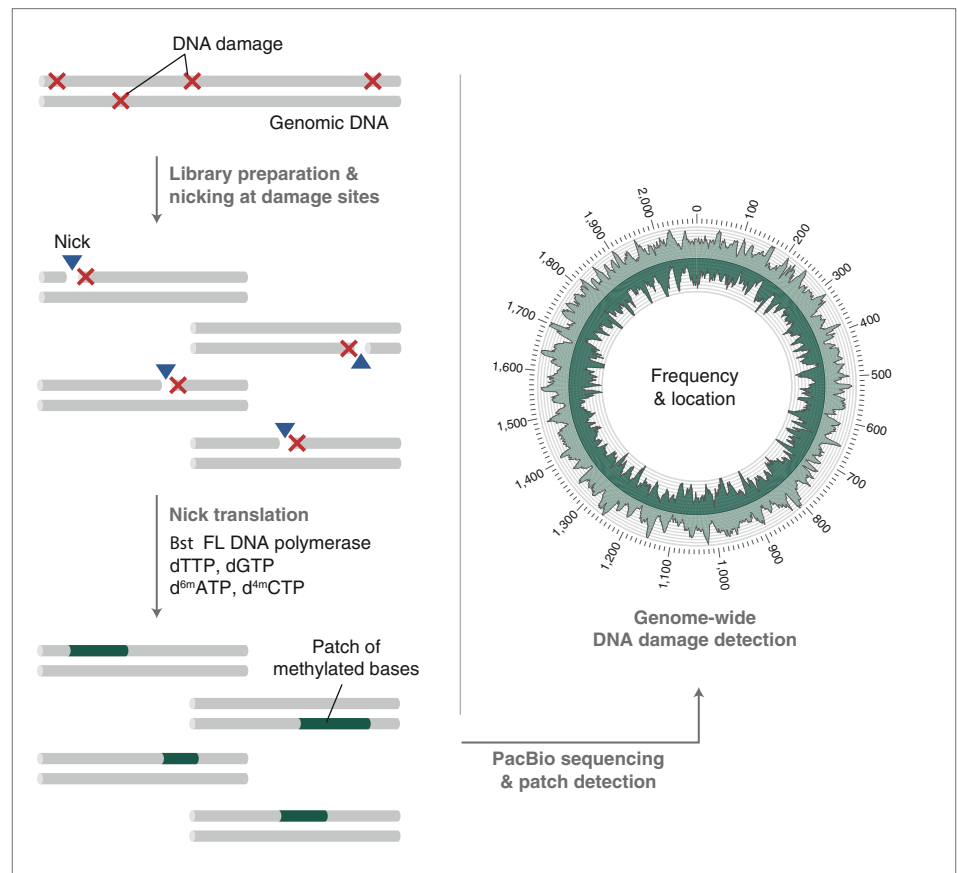 DNA damage
Genomic DNA
Library preparation &
nicking at damage sites
Nick
Nick translation
Bst FL DNA polymerase
dTTP, dGTP
d6mATP, d4mCTP
Patch of
methylated bases
PacBio sequencing
& patch detection
0
100
200
300
400
500
600
700
800
900
1,000
1,100
1,200
1,300
1,400
1,500
1,600
1,700
1,800
1,900
2,000
Frequency
& location
Genome-wide
DNA damage detection